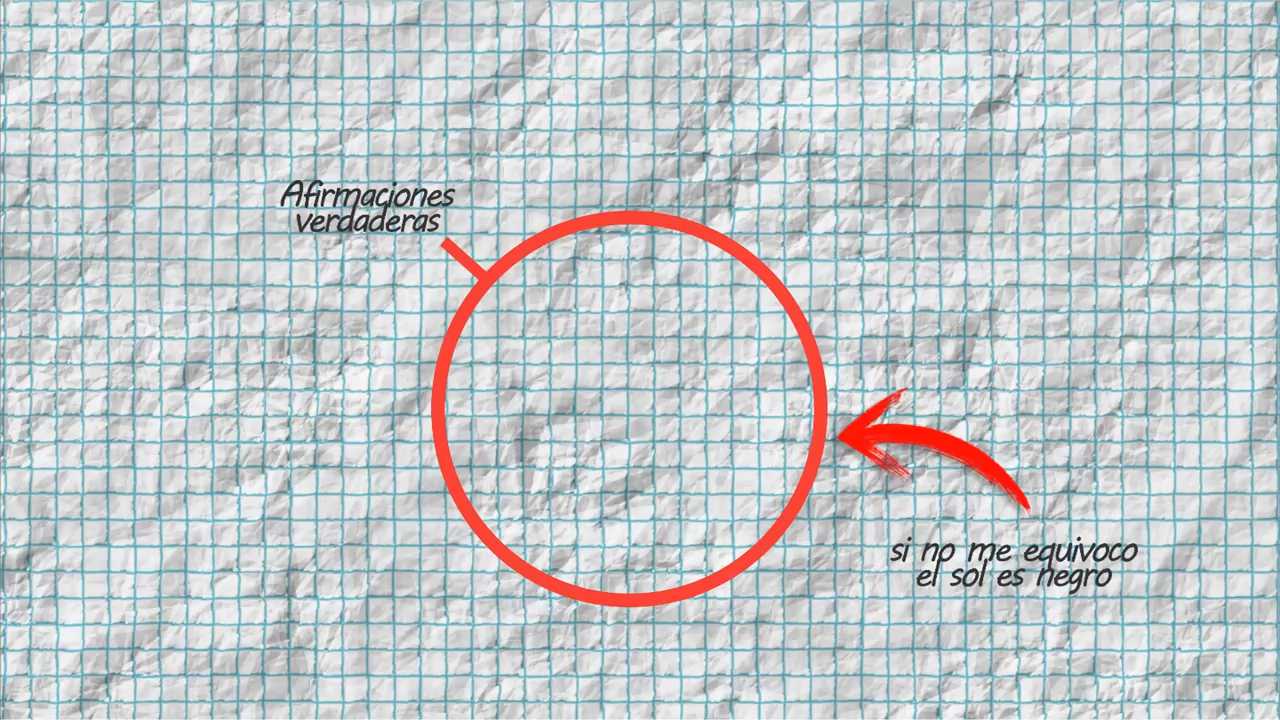 Afirmaciones
verdaderas
si no me equivoco
el sol es negro